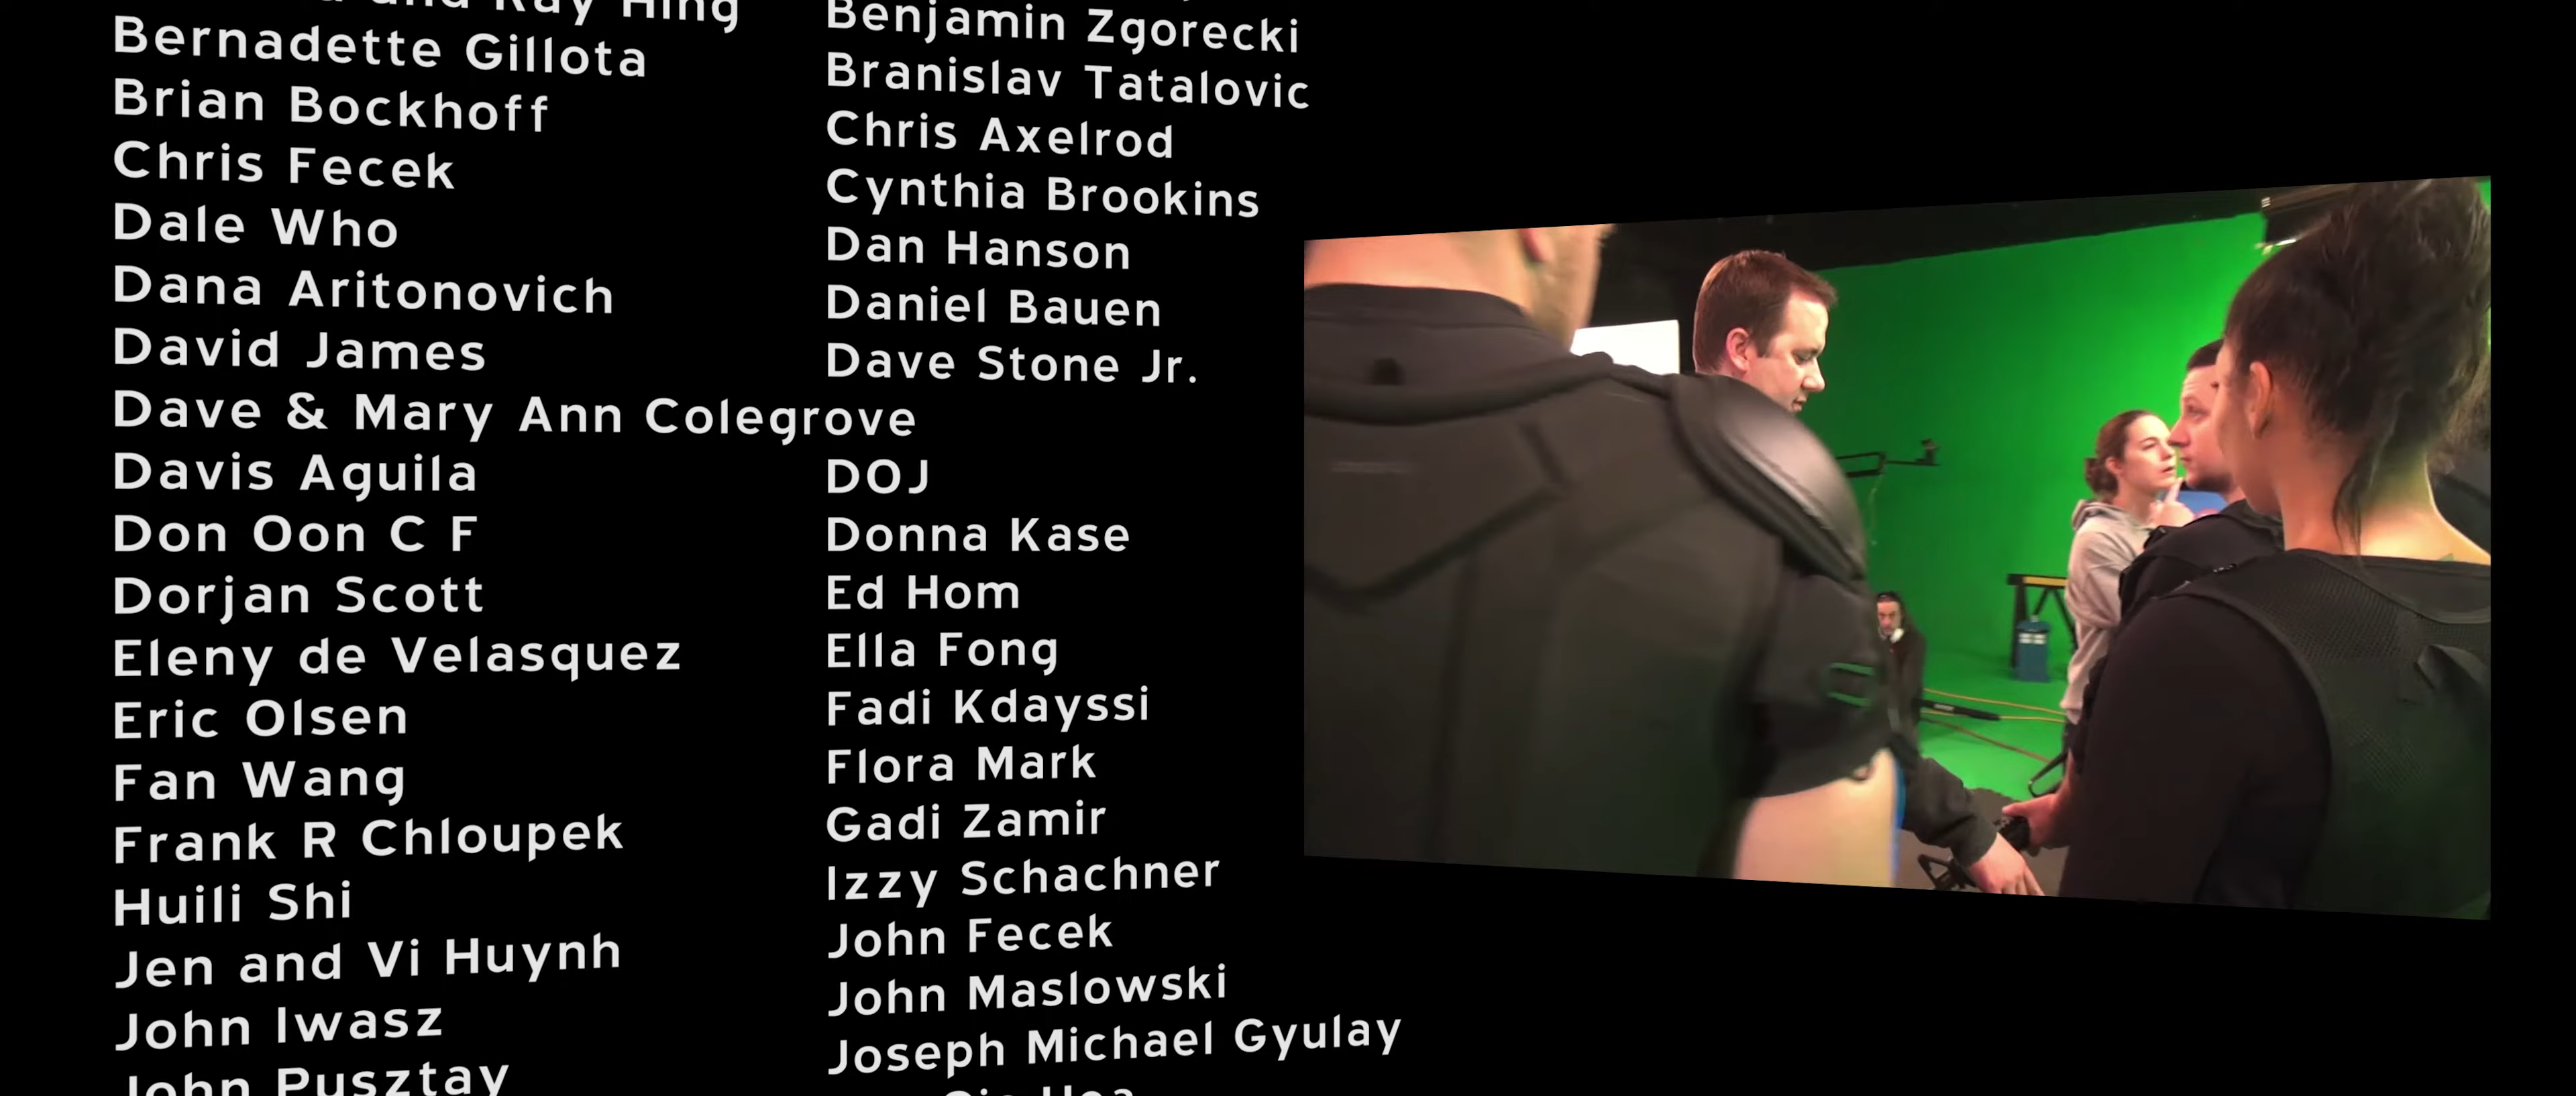 and Ray Hing
Bernadette Gillota
Brian Bockhoff
Chris Fecek
Dale Who
Dana Aritonovich
David James
Dave & Mary Ann Colegrove
Davis Aguila
Don Oon C F
Dorjan Scott
Eleny de Velasquez
Eric Olsen
Fan Wang
Frank R Chloupek
Huili Shi
Jen and Vi Huynh
John Iwasz
John Pusztay
Benjamin Zgorecki
Branislav Tatalovic
Chris Axelrod
Cynthia Brookins
Dan Hanson
Daniel Bauen
Dave Stone Jr.
DOJ
Donna Kase
Ed Hom
Ella Fong
Fadi Kdayssi
Flora Mark
Gadi Zamir
Izzy Schachner
John Fecek
John Maslowski
Joseph Michael Gyulay